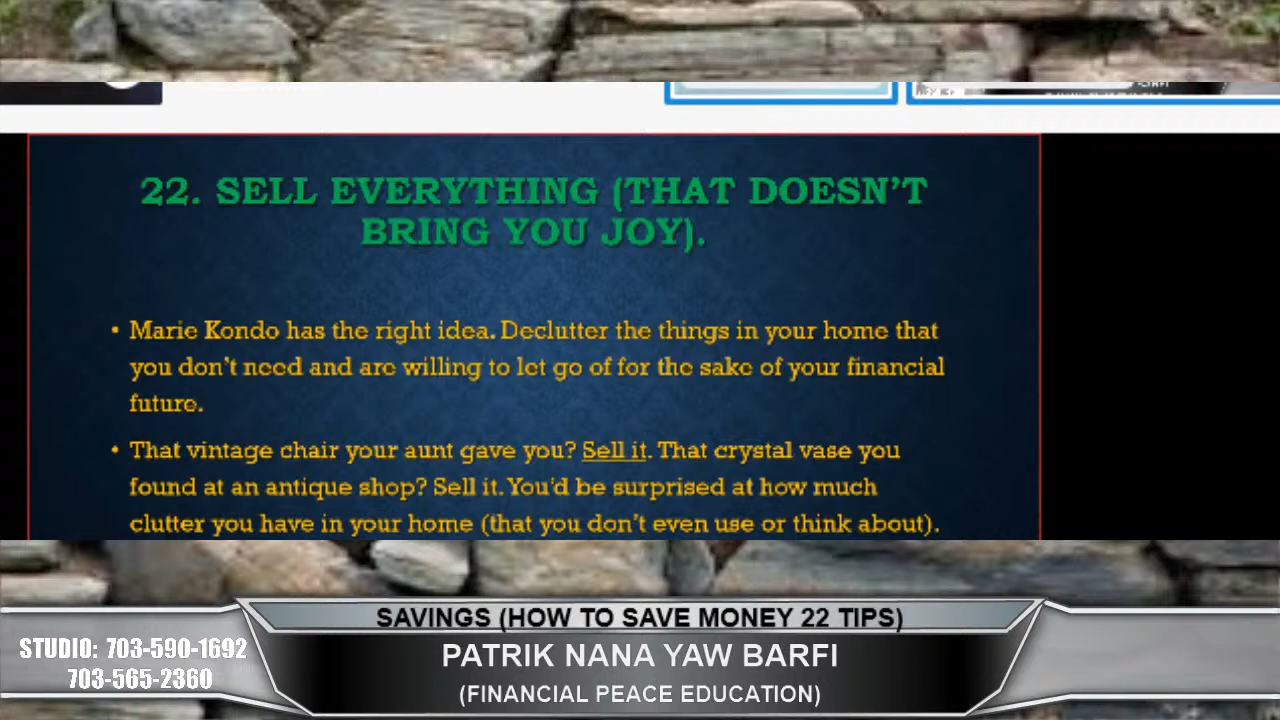 22. SELL EVERYTHING (THAT DOESN'T
BRING YOU JOY).
• Marie Kondo has the right idea. Declutter the things in your home that
you don't need and are willing to let go of for the sake of your financial
future.
• That vintage chair your aunt gave you? Sell it. That crystal vase you
found at an antique shop? Sell it. You'd be surprised at how much
clutter you have in your home (that you don't even use or think about).
SAVINGS (HOW TO SAVE MONEY 22 TIPS)
STUDIO: 703-590-1692
703-565-2360
PATRIK NANA YAW BARFI
(FINANCIAL PEACE EDUCATION)